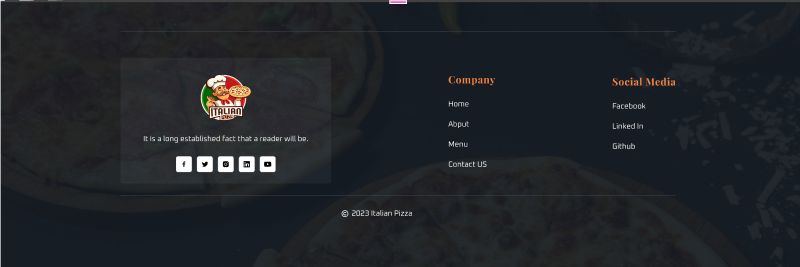 ITALIAN
It is a long established fact that a reader will be.
Company
Home
Abput
Menu
Contact US
Social Media
Facebook
Linked In
Github
© 2023 Italian Pizza